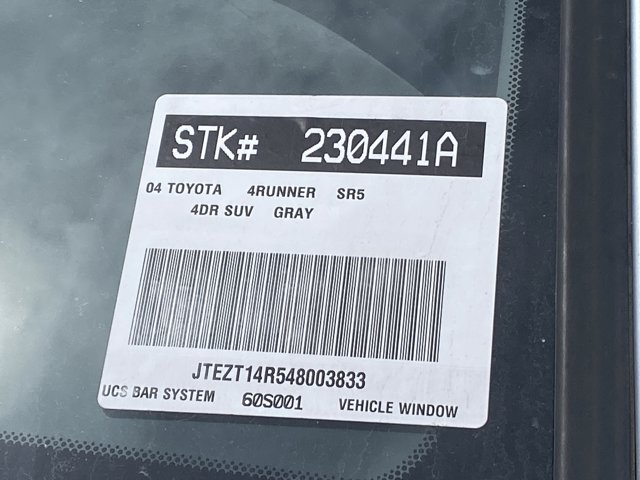 STK# 230441A
04 TOYOTA 4RUNNER SR5
4DR SUV GRAY
JTEZT14R548003833
UCS BAR SYSTEM 60S001 VEHICLE WINDOW